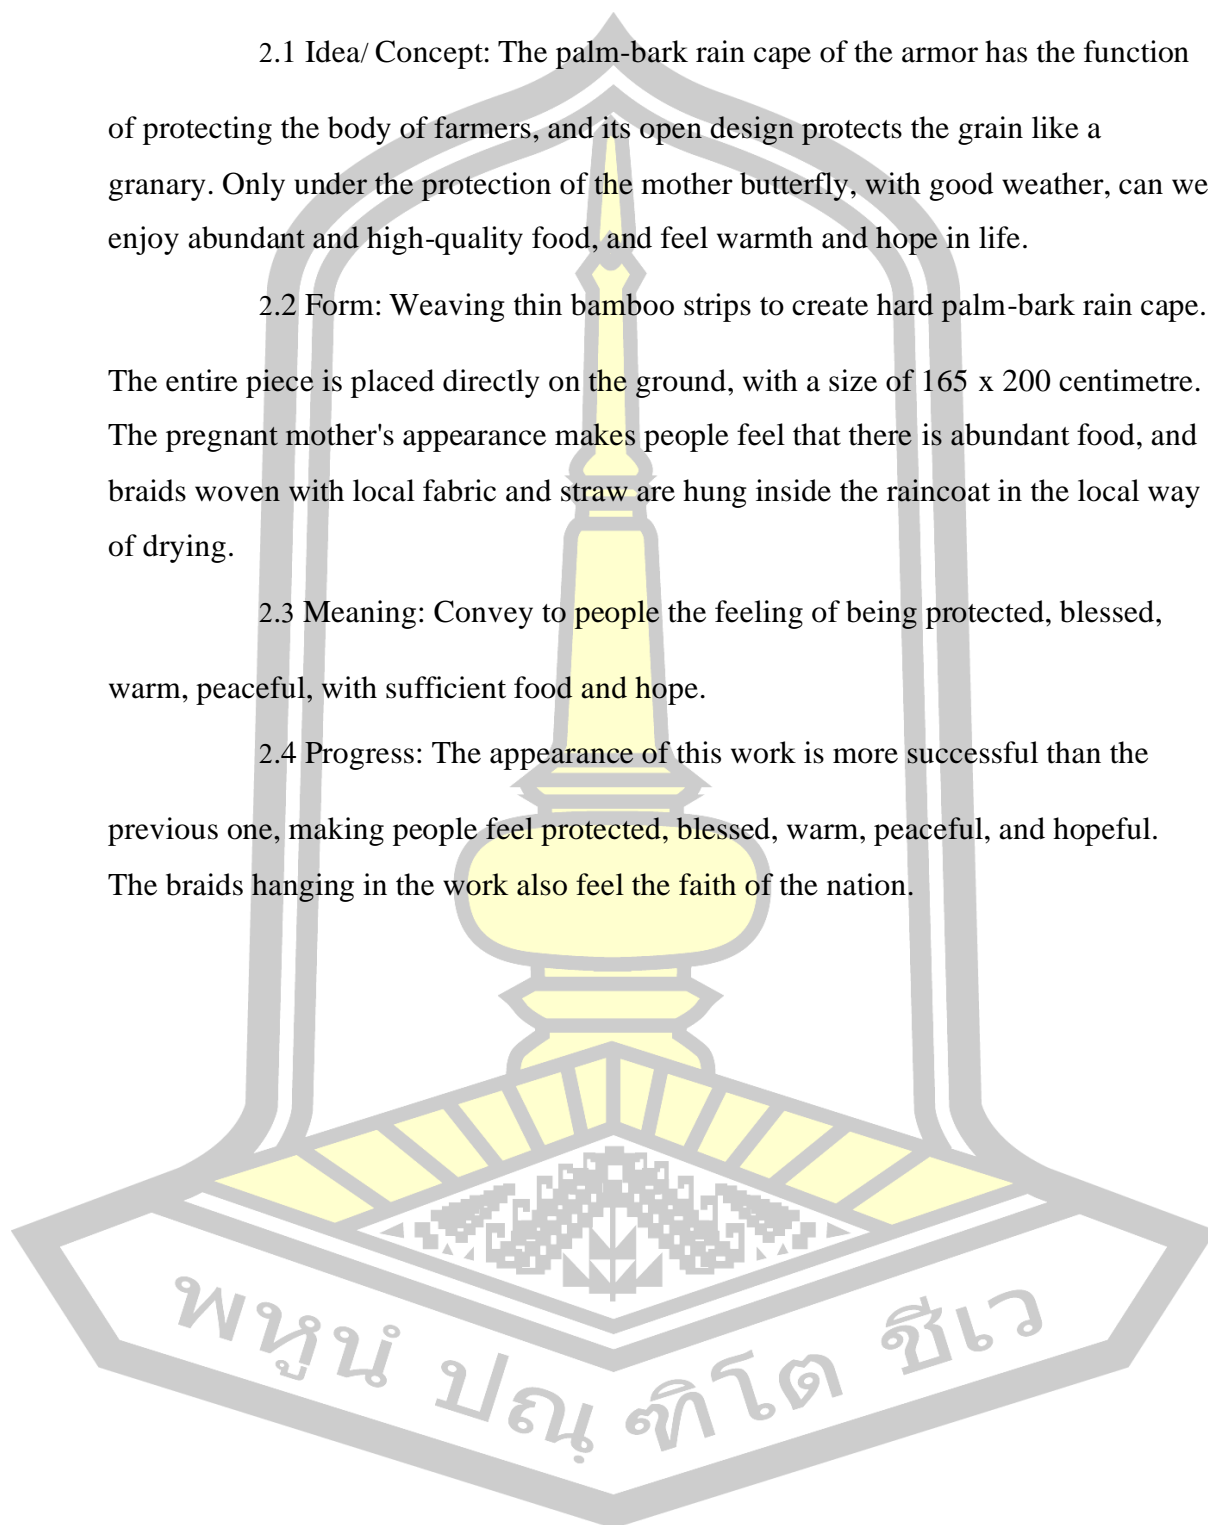 2.1 Idea/ Concept: The palm-bark rain cape of the armor has the function
of protecting the body of farmers, and its open design protects the grain like a
granary. Only under the protection of the mother butterfly, with good weather, can we
enjoy abundant and high-quality food, and feel warmth and hope in life.
2.2 Form: Weaving thin bamboo strips to create hard palm-bark rain cape.
The entire piece is placed directly on the ground, with a size of 165 x 200 centimetre.
The pregnant mother's appearance makes people feel that there is abundant food, and
braids woven with local fabric and straw are hung inside the raincoat in the local way
of drying.
2.3 Meaning: Convey to people the feeling of being protected, blessed,
warm, peaceful, with sufficient food and hope.
2.4 Progress: The appearance of this work is more successful than the
previous one, making people feel protected, blessed, warm, peaceful, and hopeful.
The braids hanging in the work also feel the faith of the nation.
พหูนํ ปณฺ ฑิโต ชีเว